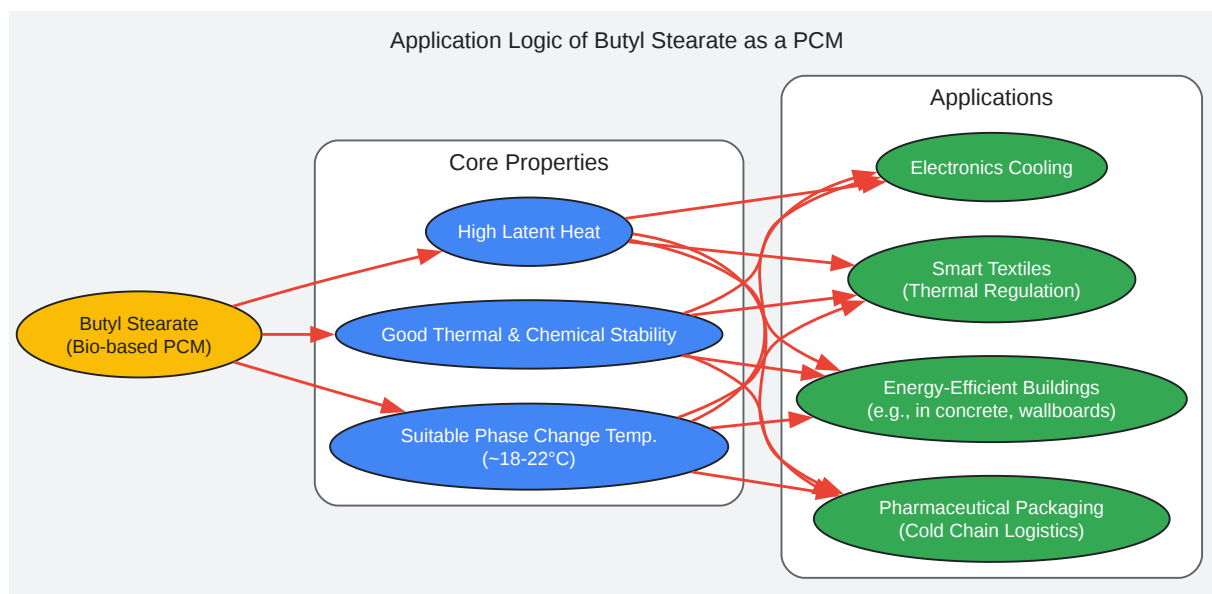 Application Logic of Butyl Stearate as a PCM
Butyl Stearate
(Bio-based PCM)
Core Properties
High Latent Heat
Good Thermal & Chemical Stability
Suitable Phase Change Temp.
(~18-22°C)
Applications
Electronics Cooling
Smart Textiles
(Thermal Regulation)
Energy-Efficient Buildings
(e.g., in concrete, wallboards)
Pharmaceutical Packaging
(Cold Chain Logistics)